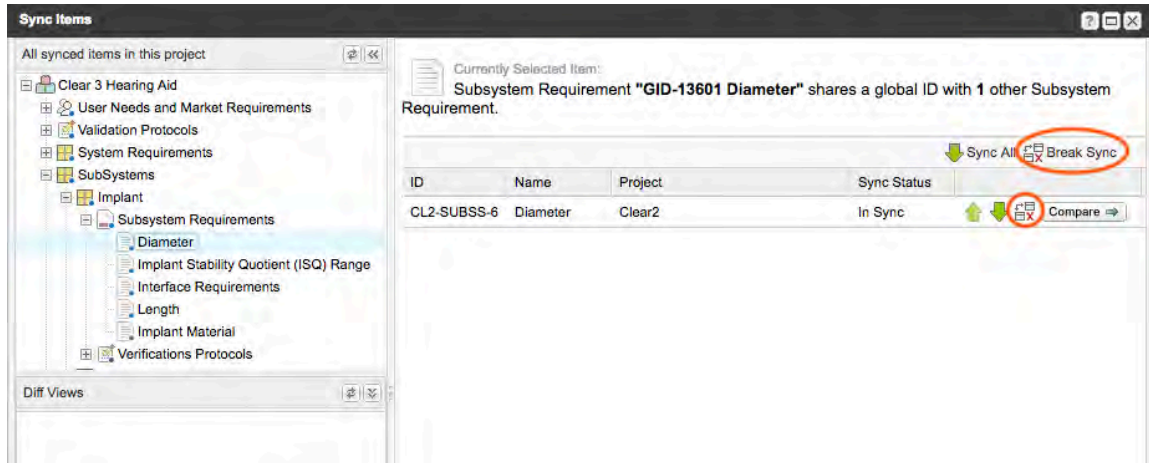 Sync Items
All synced items in this project
Clear 3 Hearing Aid
User Needs and Market Requirements
Validation Protocols
System Requirements
SubSystems
Implant
Subsystem Requirements
Diameter
Implant Stability Quotient (ISQ) Range
Interface Requirements
Length
Implant Material
Verifications Protocols
Diff Views
Currently Selected Item:
Subsystem Requirement "GID-13601 Diameter" shares a global ID with 1 other Subsystem
Requirement.
Sync All Break Sync
ID Name Project Sync Status
CL2-SUBSS-6 Diameter Clear2 In Sync Compare ⇒